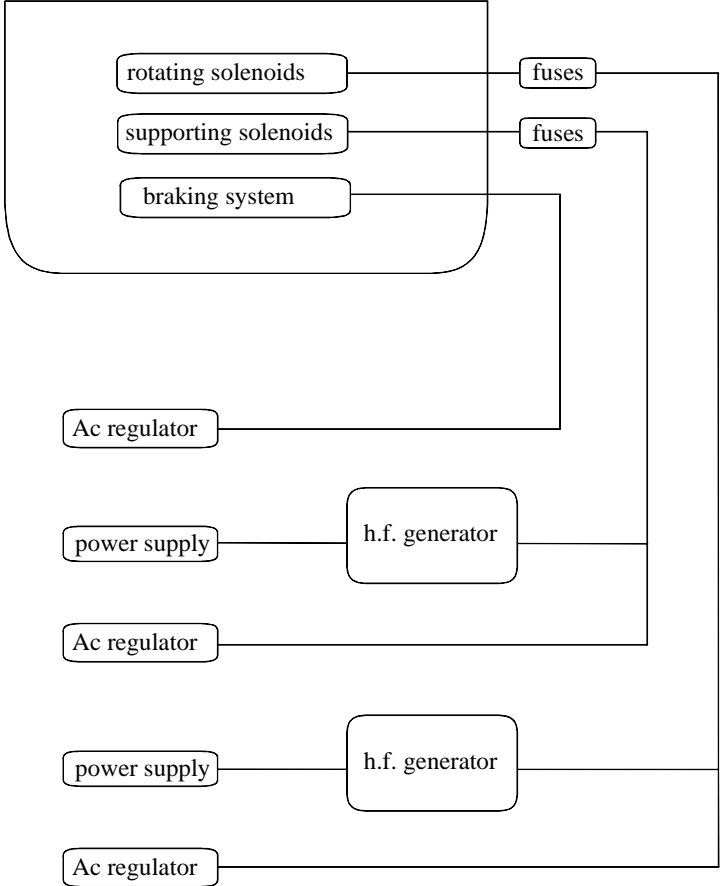 rotating solenoids
fuses
supporting solenoids
fuses
braking system
Ac regulator
h.f. generator
power supply
Ac regulator
h.f. generator
power supply
Ac regulator